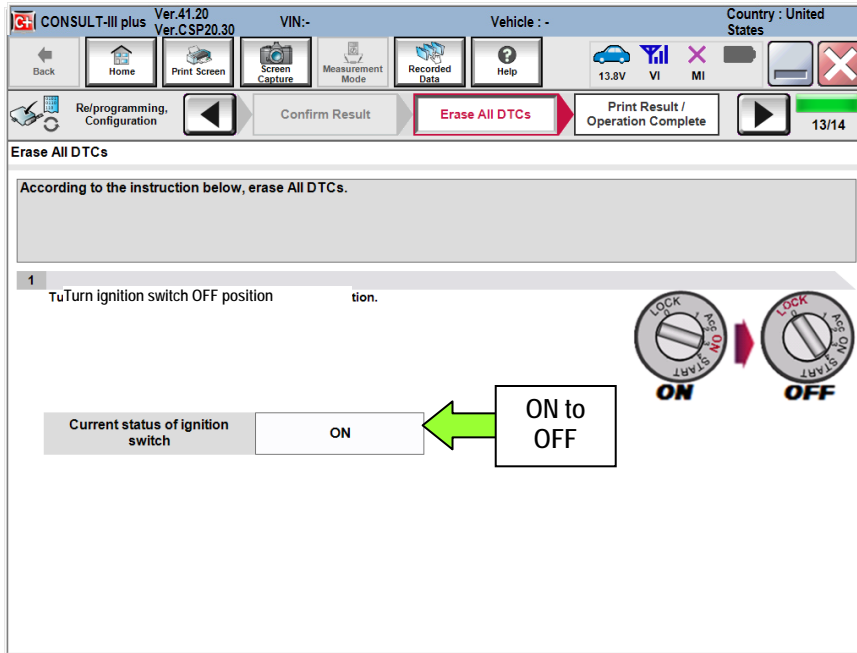 CONSULT-III plus Ver.41.20 VIN:- Vehicle : - Country : United
Ver.CSP20.30 States
Back Home Print Screen Screen Capture Measurement Mode Recorded Data Help 13.8V VI MI
Re/programming, Configuration Confirm Result Erase All DTCs Print Result / Operation Complete 13/14
Erase All DTCs
According to the instruction below, erase All DTCs.
1
TuTurn ignition switch OFF position tion.
LOCK 0 1 Acc ON START
LOCK 0 1 Acc ON START
ON OFF
Current status of ignition switch ON
ON to
OFF